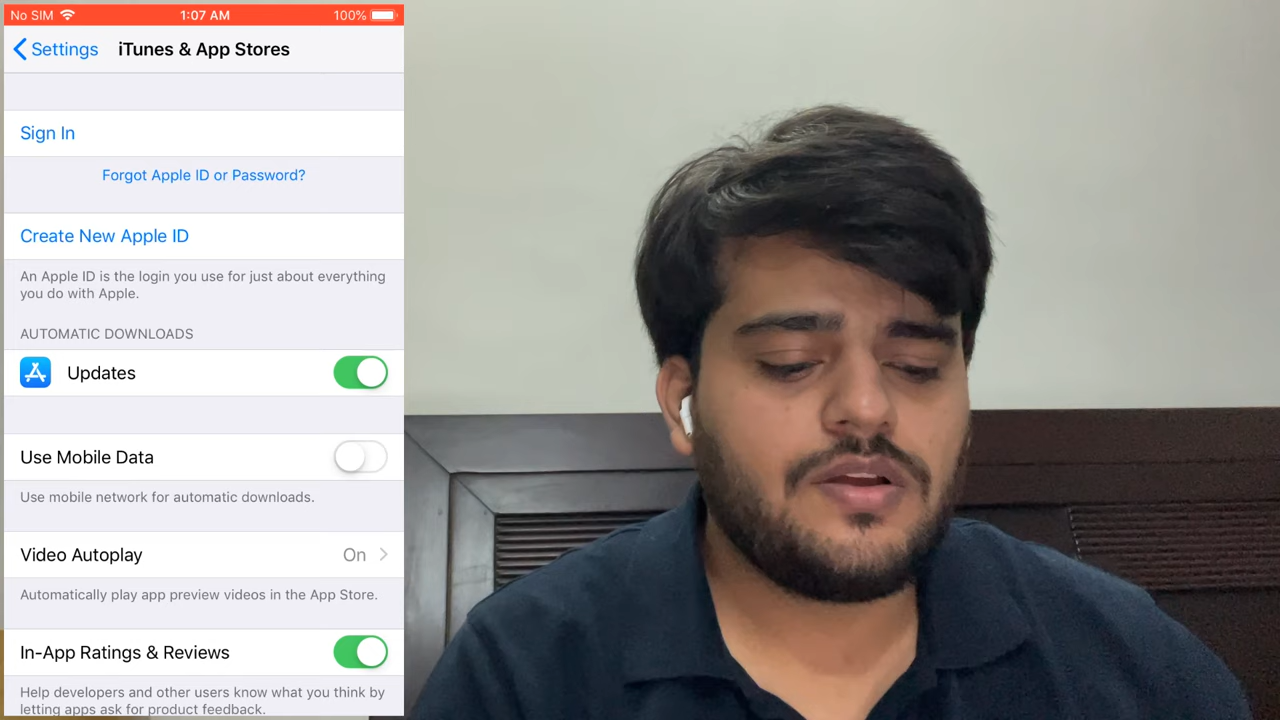 No SIM 1:07 AM 100%
Settings iTunes & App Stores
Sign In
Forgot Apple ID or Password?
Create New Apple ID
An Apple ID is the login you use for just about everything
you do with Apple.
AUTOMATIC DOWNLOADS
Updates
Use Mobile Data
Use mobile network for automatic downloads.
Video Autoplay On
Automatically play app preview videos in the App Store.
In-App Ratings & Reviews
Help developers and other users know what you think by
letting apps ask for product feedback.